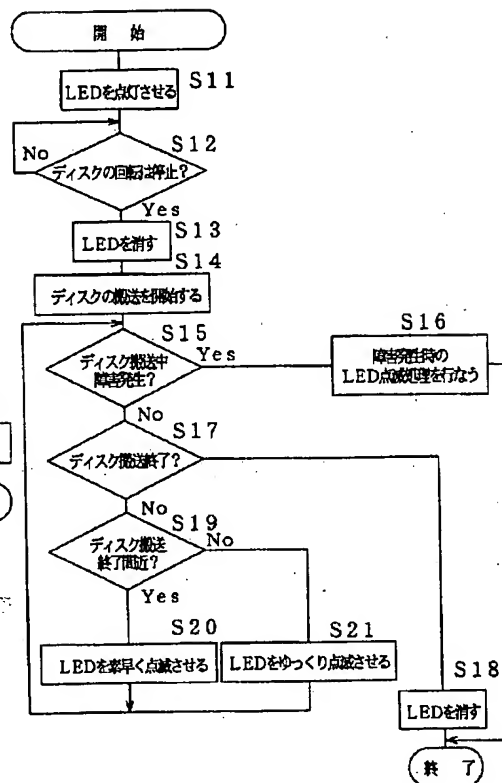 開 始
LEDを点灯させる
S11
S12
No
ディスクの回転は停止?
Yes
S13
LEDを消す
S14
ディスクの搬送を開始する
S15
ディスク搬送中
障害発生?
Yes
S16
障害発生時の
LED点滅処理を行なう
No
S17
ディスク搬送終了?
No
S19
ディスク搬送
終了間近?
No
Yes
S20
LEDを素早く点滅させる
S21
LEDをゆっくり点滅させる
S18
LEDを消す
終 了